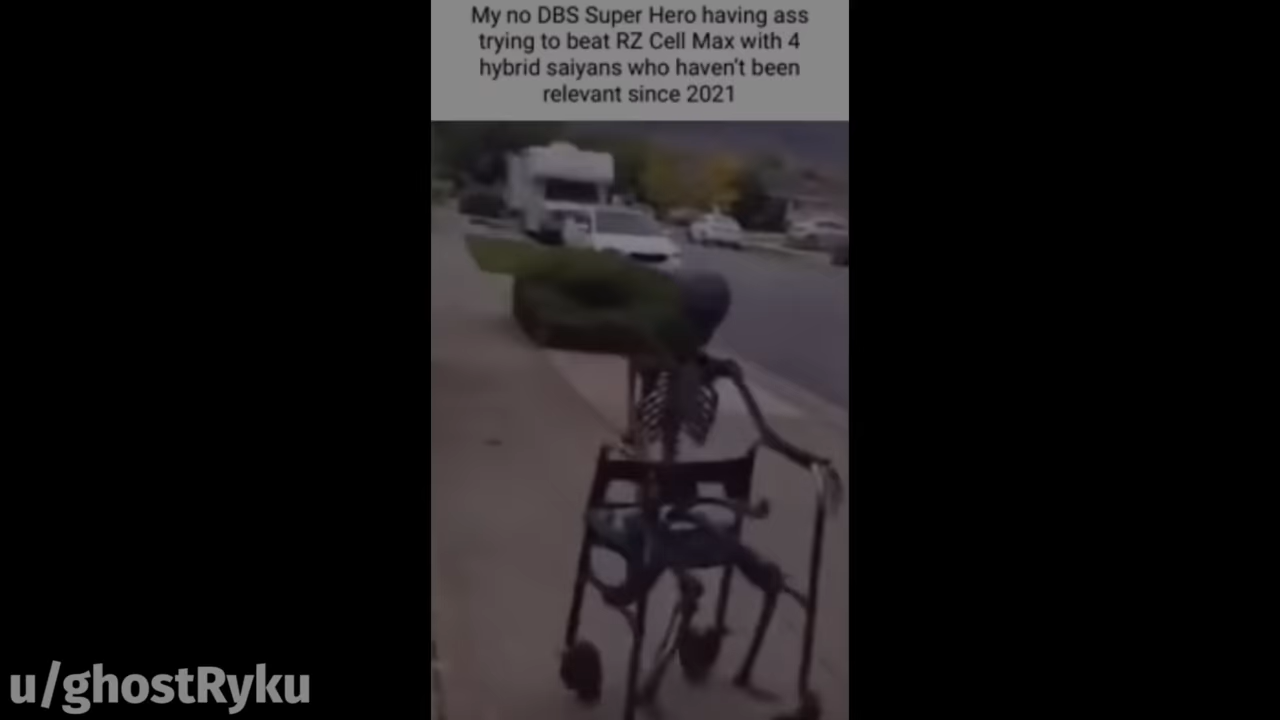 My no DBS Super Hero having ass
trying to beat RZ Cell Max with 4
hybrid saiyans who haven't been
relevant since 2021
u/ghostRyku